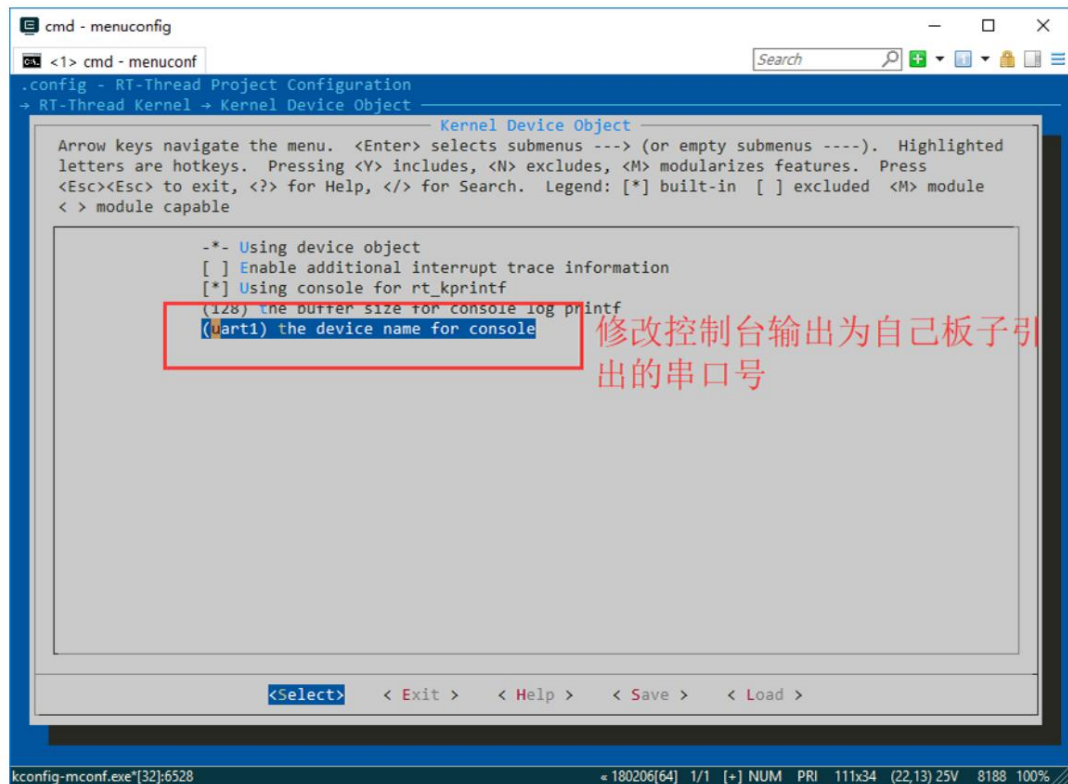 cmd - menuconfig
<1> cmd - menuconf
Search
.config - RT-Thread Project Configuration
→ RT-Thread Kernel → Kernel Device Object
Kernel Device Object
Arrow keys navigate the menu.  <Enter> selects submenus ---> (or empty submenus ----).  Highlighted
letters are hotkeys.  Pressing <Y> includes, <N> excludes, <M> modularizes features.  Press
<Esc><Esc> to exit, <?> for Help, </> for Search.  Legend: [*] built-in  [ ] excluded  <M> module
< > module capable
-*- Using device object
[ ] Enable additional interrupt trace information
[*] Using console for rt_kprintf
(128) the buffer size for console log printf
(uart1) the device name for console
修改控制台输出为自己板子引
出的串口号
<Select>    < Exit >    < Help >    < Save >    < Load >
kconfig-mconf.exe*[32]:6528
« 180206[64]  1/1  [+] NUM  PRI  111x34  (22,13) 25V  8188  100%